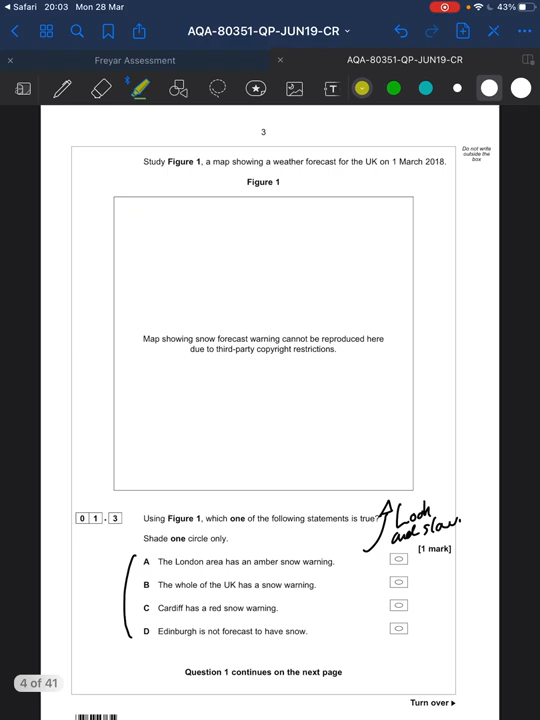 Safari 20:03 Mon 28 Mar 43%
AQA-80351-QP-JUN19-CR
Freyar Assessment AQA-80351-QP-JUN19-CR
3
Do not write
outside the
box
Study Figure 1, a map showing a weather forecast for the UK on 1 March 2018.
Figure 1
Map showing snow forecast warning cannot be reproduced here
due to third-party copyright restrictions.
0 1 . 3 Using Figure 1, which one of the following statements is true?
Look
and slow.
Shade one circle only.
[1 mark]
A The London area has an amber snow warning.
B The whole of the UK has a snow warning.
C Cardiff has a red snow warning.
D Edinburgh is not forecast to have snow.
Question 1 continues on the next page
4 of 41
Turn over